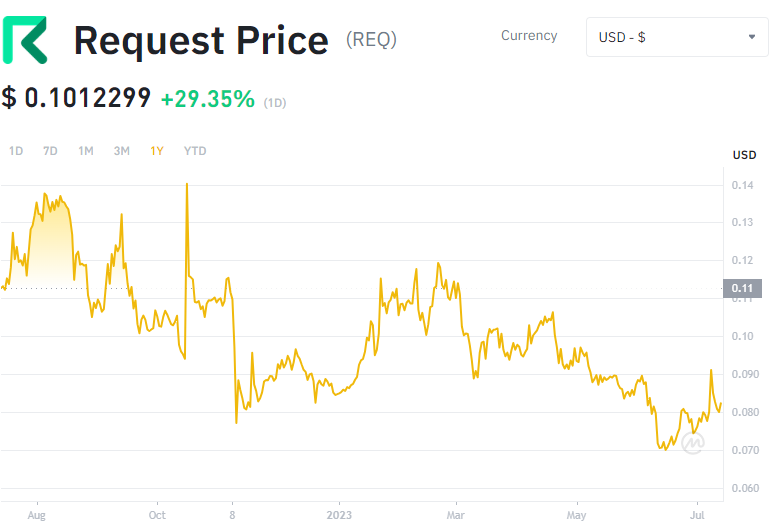 Request Price (REQ)
Currency
USD - $
$ 0.1012299 +29.35% (1D)
1D 7D 1M 3M 1Y YTD
USD
0.14
0.13
0.12
0.11
0.11
0.10
0.090
0.080
0.070
0.060
Aug Oct 8 2023 Mar May Jul